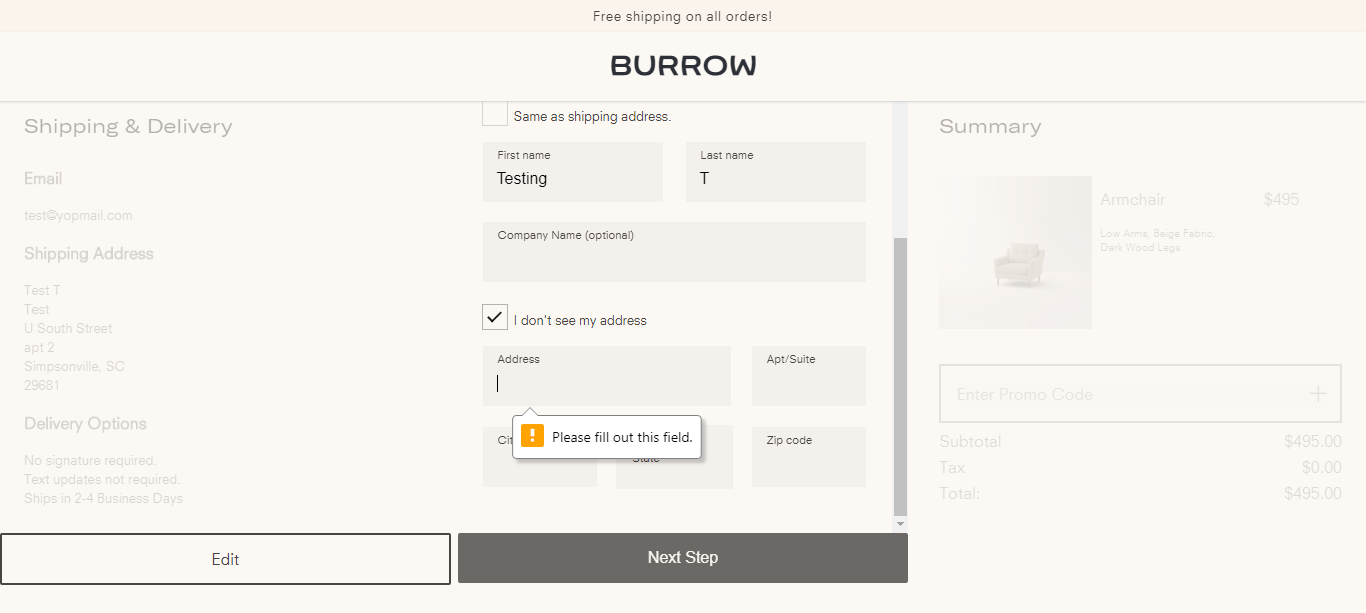 Free shipping on all orders!
BURROW
Shipping & Delivery
Email
test@yopmail.com
Shipping Address
Test T
Test
U South Street
apt 2
Simpsonville, SC
29681
Delivery Options
No signature required.
Text updates not required.
Ships in 2-4 Business Days
Edit
Same as shipping address.
First name
Testing
Last name
T
Company Name (optional)
I don't see my address
Address
Apt/Suite
Please fill out this field.
State
Zip code
Next Step
Summary
Armchair $495
Low Arms, Beige Fabric,
Dark Wood Legs
Enter Promo Code
Subtotal $495.00
Tax $0.00
Total: $495.00